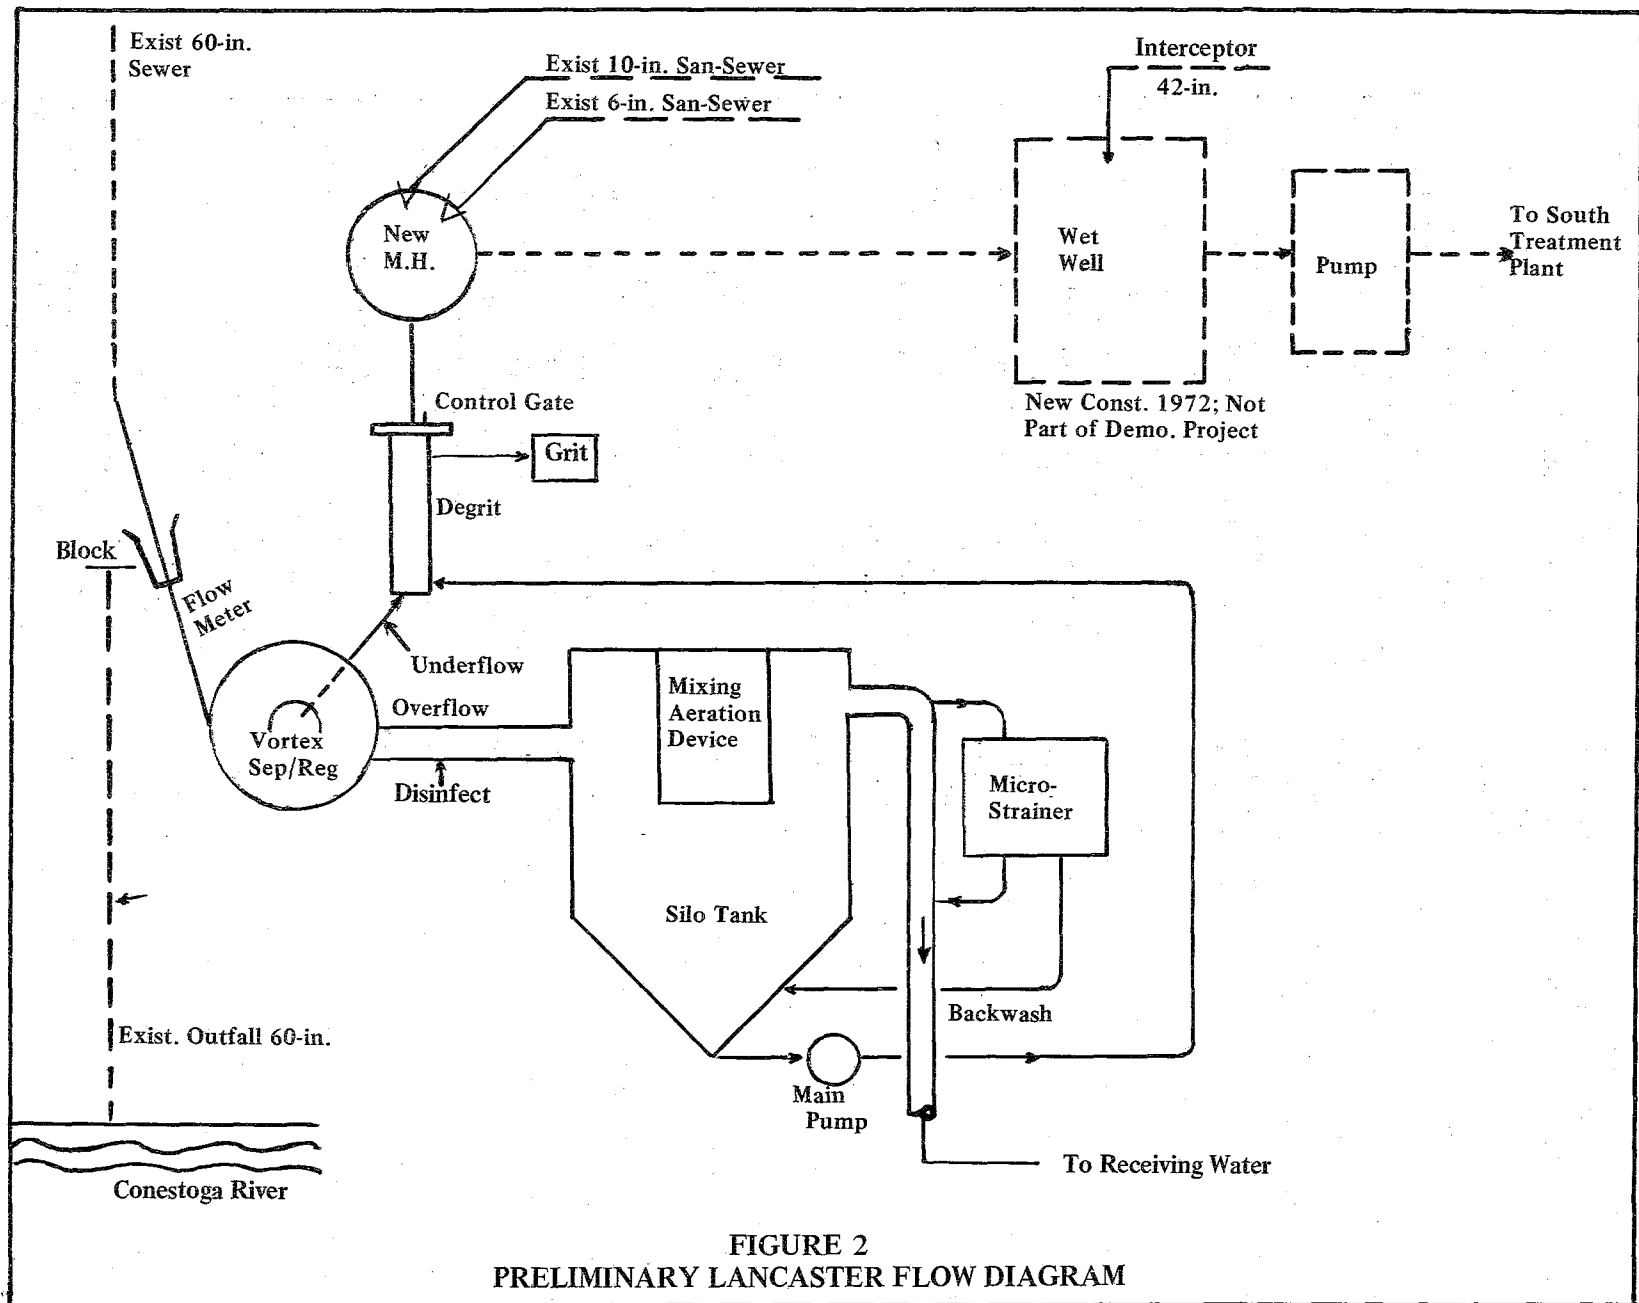 Exist 60-in.
Sewer
Exist 10-in. San-Sewer
Exist 6-in. San-Sewer
Interceptor
42-in.
New
M.H.
Wet
Well
Pump
To South
Treatment
Plant
New Const. 1972; Not
Part of Demo. Project
Control Gate
Grit
Degrit
Block
Flow
Meter
Underflow
Overflow
Vortex
Sep/Reg
Disinfect
Mixing
Aeration
Device
Micro-
Strainer
Silo Tank
Backwash
Exist. Outfall 60-in.
Main
Pump
To Receiving Water
Conestoga River
FIGURE 2
PRELIMINARY LANCASTER FLOW DIAGRAM